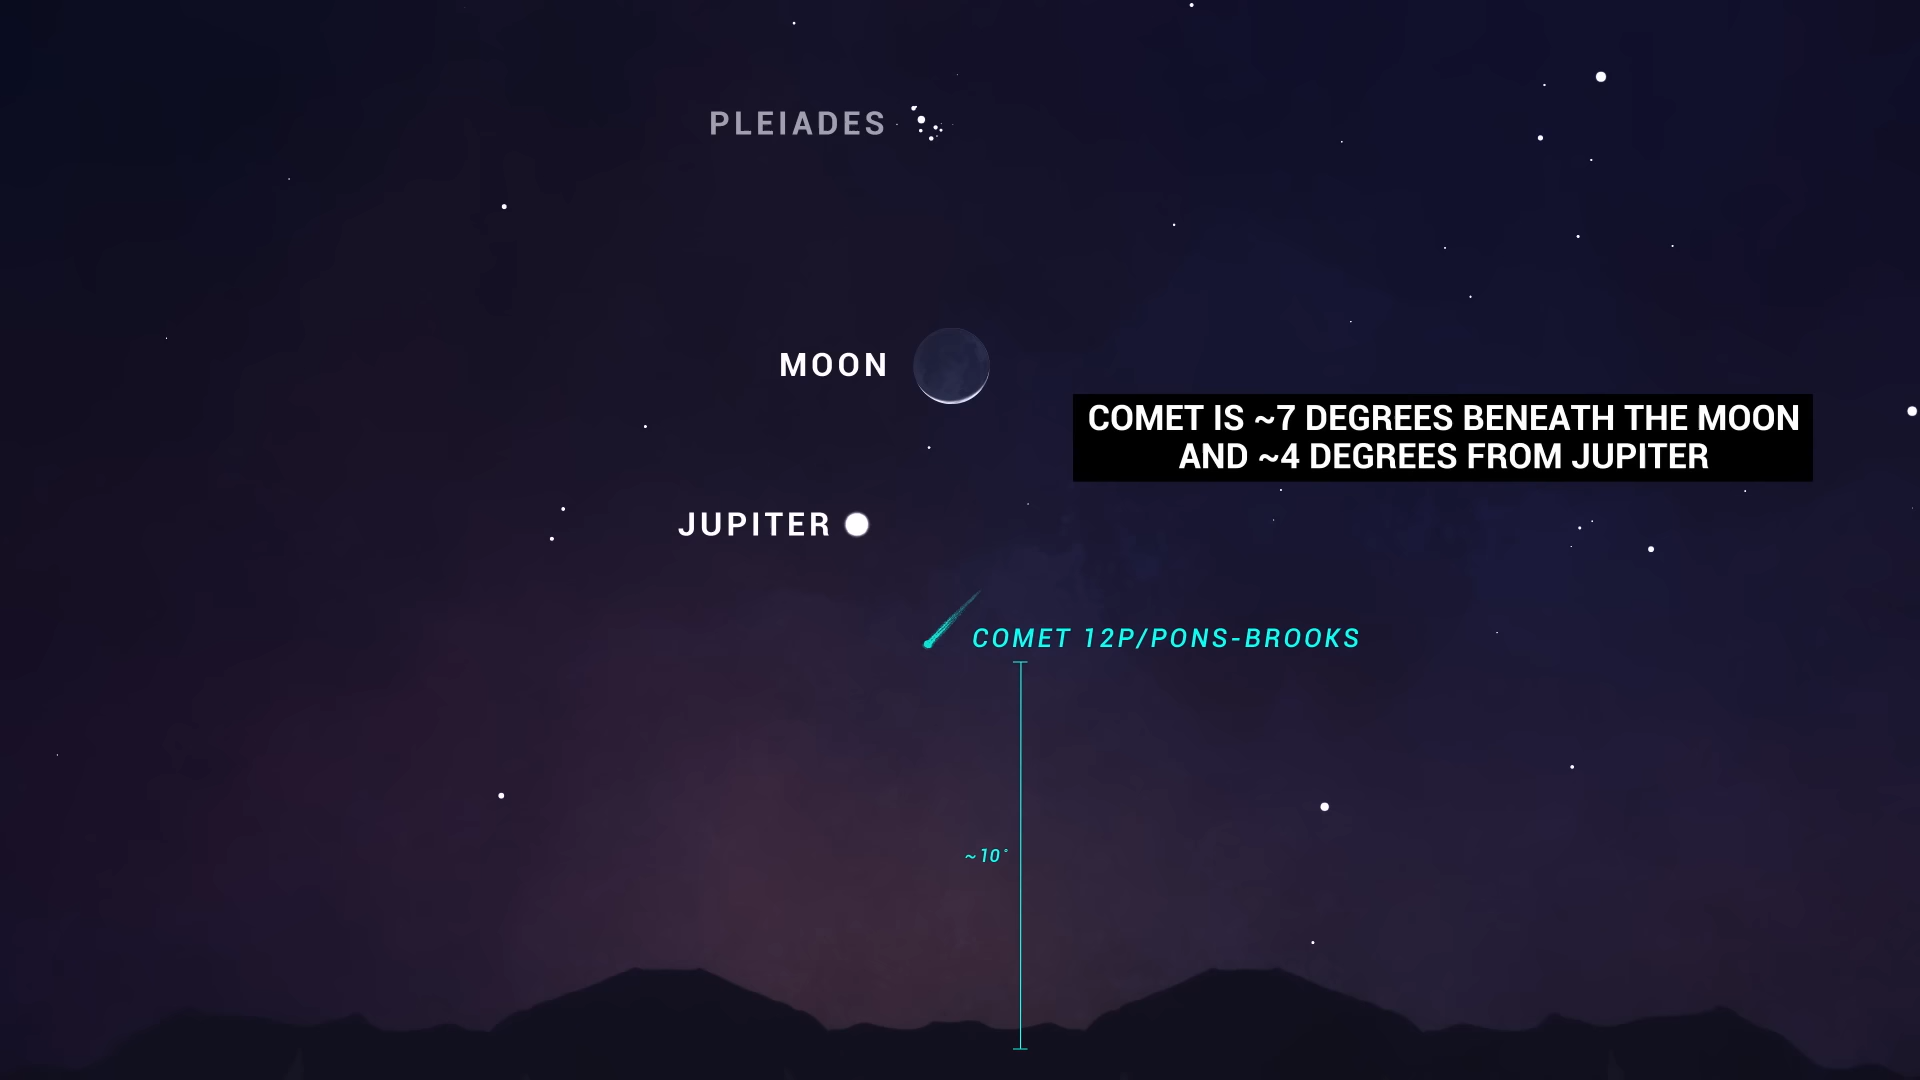 PLEIADES
MOON
COMET IS ~7 DEGREES BENEATH THE MOON
AND ~4 DEGREES FROM JUPITER
JUPITER
COMET 12P/PONS-BROOKS
~10°